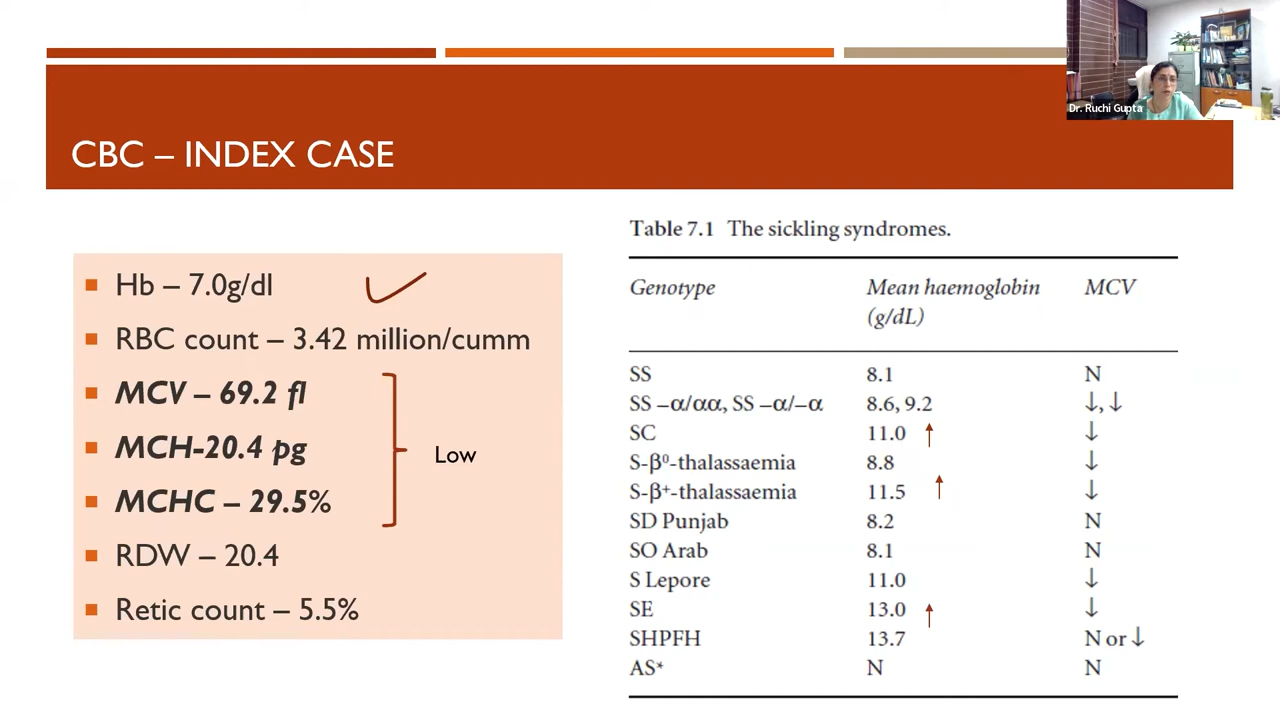 Dr. Ruchi Gupta
CBC – INDEX CASE
Hb – 7.0g/dl
RBC count – 3.42 million/cumm
MCV – 69.2 fl
MCH-20.4 pg
MCHC – 29.5%
RDW – 20.4
Retic count – 5.5%
Low
Table 7.1 The sickling syndromes.
Genotype Mean haemoglobin (g/dL) MCV
SS 8.1 N
SS –α/αα, SS –α/–α 8.6, 9.2 ↓, ↓
SC 11.0 ↑ ↓
S-β⁰-thalassaemia 8.8 ↓
S-β⁺-thalassaemia 11.5 ↑ ↓
SD Punjab 8.2 N
SO Arab 8.1 N
S Lepore 11.0 ↓
SE 13.0 ↑ ↓
SHPFH 13.7 N or ↓
AS* N N